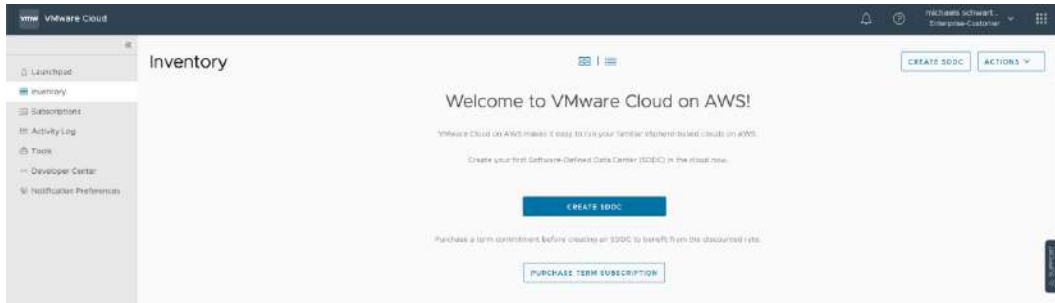 vmw VMware Cloud
michaels schwart...
Enterprise-Customer
Launchpad
Inventory
Subscriptions
Activity Log
Tools
Developer Center
Notification Preferences
Inventory
CREATE SDDC
ACTIONS
Welcome to VMware Cloud on AWS!
VMware Cloud on AWS makes it easy to run your familiar vSphere-based clouds on AWS.
Create your first Software-Defined Data Center (SDDC) in the cloud now.
CREATE SDDC
Purchase a term commitment before creating an SDDC to benefit from the discounted rate.
PURCHASE TERM SUBSCRIPTION
SUPPORT